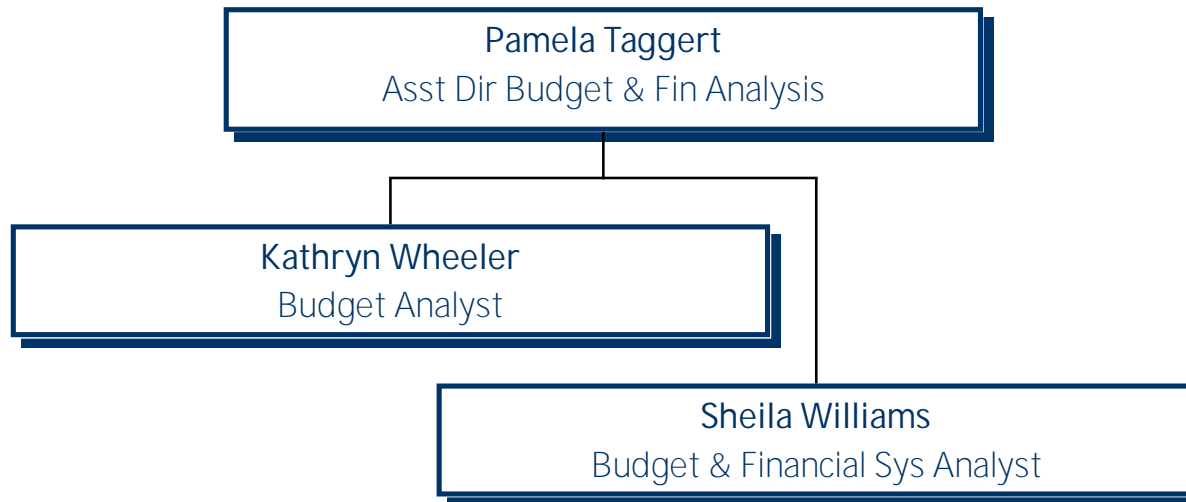 Pamela Taggert
Asst Dir Budget & Fin Analysis
Kathryn Wheeler
Budget Analyst
Sheila Williams
Budget & Financial Sys Analyst